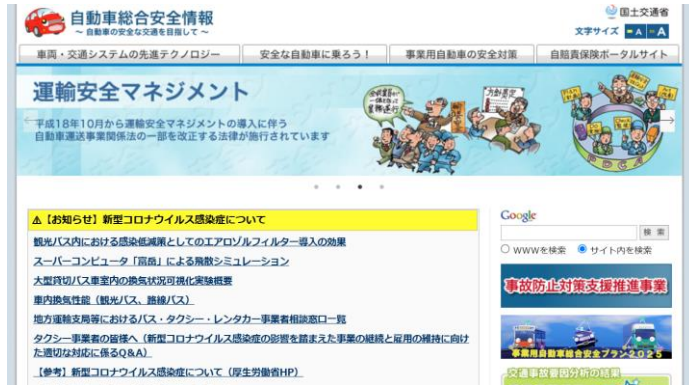 自動車総合安全情報
～ 自動車の安全な交通を目指して ～
国土交通省
文字サイズ - A - A
車両・交通システムの先進テクノロジー
安全な自動車に乗ろう！
事業用自動車の安全対策
自賠責保険ポータルサイト
運輸安全マネジメント
平成18年10月から運輸安全マネジメントの導入に伴う
自動車運送事業関係法の一部を改正する法律が施行されています
PDCA
⚠【お知らせ】新型コロナウイルス感染症について
観光バス内における感染低減策としてのエアロゾルフィルター導入の効果
スーパーコンピュータ「富岳」による飛散シミュレーション
大型貸切バス車室内の換気状況可視化実験概要
車内換気性能（観光バス、路線バス）
地方運輸支局等におけるバス・タクシー・レンタカー事業者相談窓口一覧
タクシー事業者の皆様へ（新型コロナウイルス感染症の影響を踏まえた事業の継続と雇用の維持に向け
た適切な対応に係るQ&A）
【参考】新型コロナウイルス感染症について（厚生労働省HP）
Google
検 索
WWWを検索 サイト内を検索
事故防止対策支援推進事業
事業用自動車総合安全プラン2025
交通事故要因分析の結果